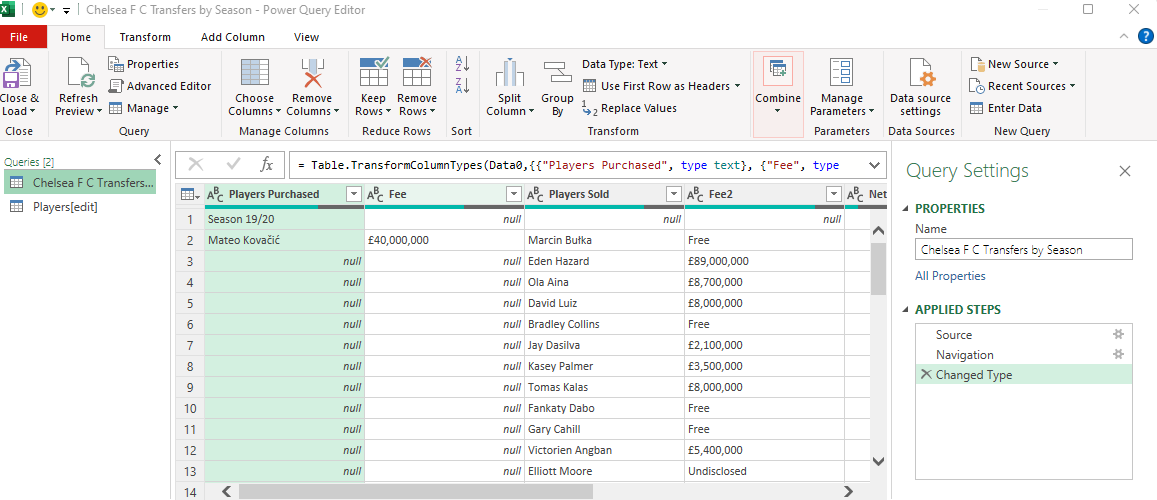 Chelsea F C Transfers by Season - Power Query Editor
File Home Transform Add Column View
Close & Load
Refresh Preview
Properties
Advanced Editor
Manage
Choose Columns
Remove Columns
Keep Rows
Remove Rows
Split Column
Group By
Data Type: Text
Use First Row as Headers
Replace Values
Combine
Manage Parameters
Data source settings
New Source
Recent Sources
Enter Data
Close Query Manage Columns Reduce Rows Sort Transform Parameters Data Sources New Query
Queries [2]
Chelsea F C Transfers...
Players[edit]
fx = Table.TransformColumnTypes(Data0,{{"Players Purchased", type text}, {"Fee", type
ABC Players Purchased ABC Fee ABC Players Sold ABC Fee2 ABC Net
1 Season 19/20 null null null
2 Mateo Kovačić £40,000,000 Marcin Bułka Free
3 null null Eden Hazard £89,000,000
4 null null Ola Aina £8,700,000
5 null null David Luiz £8,000,000
6 null null Bradley Collins Free
7 null null Jay Dasilva £2,100,000
8 null null Kasey Palmer £3,500,000
9 null null Tomas Kalas £8,000,000
10 null null Fankaty Dabo Free
11 null null Gary Cahill Free
12 null null Victorien Angban £5,400,000
13 null null Elliott Moore Undisclosed
14
Query Settings
PROPERTIES
Name
Chelsea F C Transfers by Season
All Properties
APPLIED STEPS
Source
Navigation
Changed Type